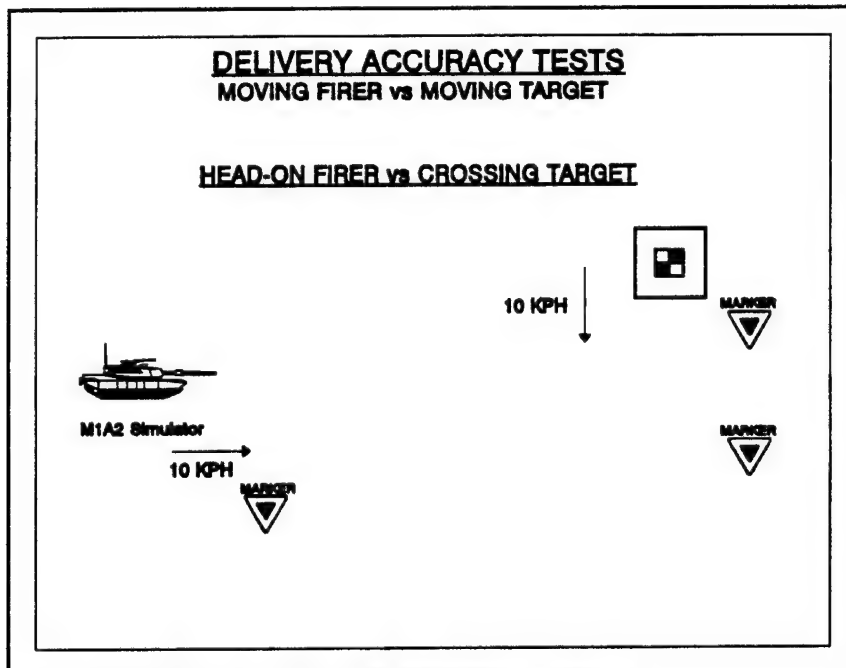 DELIVERY ACCURACY TESTS
MOVING FIRER vs MOVING TARGET
HEAD-ON FIRER vs CROSSING TARGET
10 KPH
MARKER
M1A2 Simulator
MARKER
10 KPH
MARKER